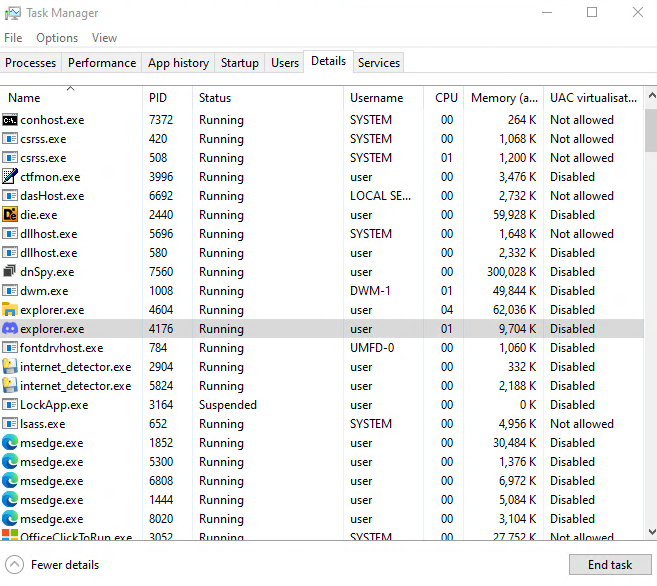 Task Manager
File Options View
Processes Performance App history Startup Users Details Services
Name PID Status Username CPU Memory (a... UAC virtualisat...
conhost.exe 7372 Running SYSTEM 00 264 K Not allowed
csrss.exe 420 Running SYSTEM 00 1,068 K Not allowed
csrss.exe 508 Running SYSTEM 01 1,200 K Not allowed
ctfmon.exe 3996 Running user 00 3,476 K Disabled
dasHost.exe 6692 Running LOCAL SE... 00 2,732 K Not allowed
die.exe 2440 Running user 00 59,928 K Disabled
dllhost.exe 5696 Running SYSTEM 00 1,648 K Not allowed
dllhost.exe 580 Running user 00 2,332 K Disabled
dnSpy.exe 7560 Running user 00 300,028 K Disabled
dwm.exe 1008 Running DWM-1 01 49,844 K Disabled
explorer.exe 4604 Running user 04 62,036 K Disabled
explorer.exe 4176 Running user 01 9,704 K Disabled
fontdrvhost.exe 784 Running UMFD-0 00 1,060 K Disabled
internet_detector.exe 2904 Running user 00 332 K Disabled
internet_detector.exe 5824 Running user 00 2,188 K Disabled
LockApp.exe 3164 Suspended user 00 0 K Disabled
lsass.exe 652 Running SYSTEM 00 4,956 K Not allowed
msedge.exe 1852 Running user 00 30,484 K Disabled
msedge.exe 5300 Running user 00 1,376 K Disabled
msedge.exe 6808 Running user 00 6,972 K Disabled
msedge.exe 1444 Running user 00 5,084 K Disabled
msedge.exe 8020 Running user 00 3,104 K Disabled
OfficeClickToRun.exe 3052 Running SYSTEM 00 27,752 K Not allowed
Fewer details End task